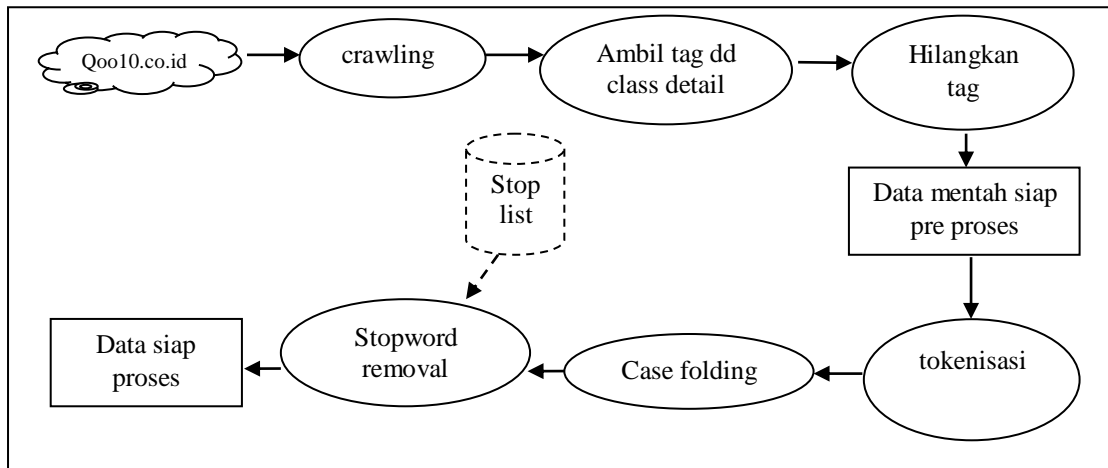 Qoo10.co.id
crawling
Ambil tag dd
class detail
Hilangkan
tag
Data mentah siap
pre proses
tokenisasi
Case folding
Stop
list
Stopword
removal
Data siap
proses